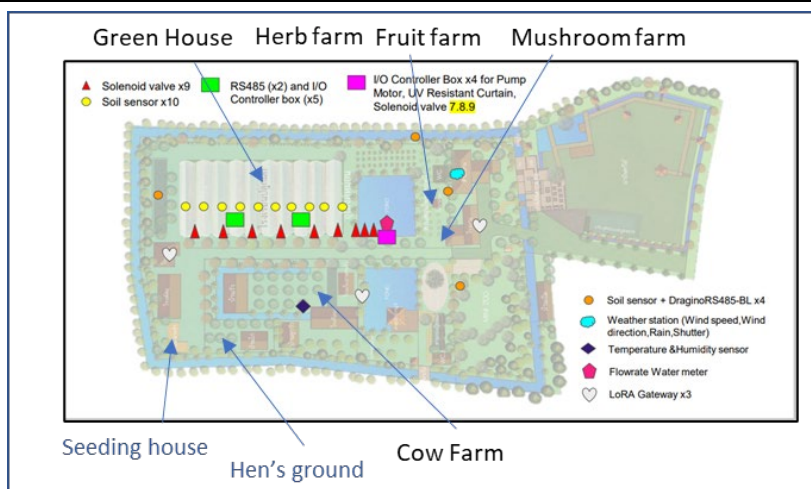 Green House
Herb farm
Fruit farm
Mushroom farm
Solenoid valve x9
Soil sensor x10
RS485 (x2) and I/O
Controller box (x5)
I/O Controller Box x4 for Pump
Motor, UV Resistant Curtain,
Solenoid valve 7.8.9
Soil sensor + DraginoRS485-BL x4
Weather station (Wind speed,Wind
direction,Rain,Shutter)
Temperature &Humidity sensor
Flowrate Water meter
LoRA Gateway x3
Seeding house
Hen's ground
Cow Farm